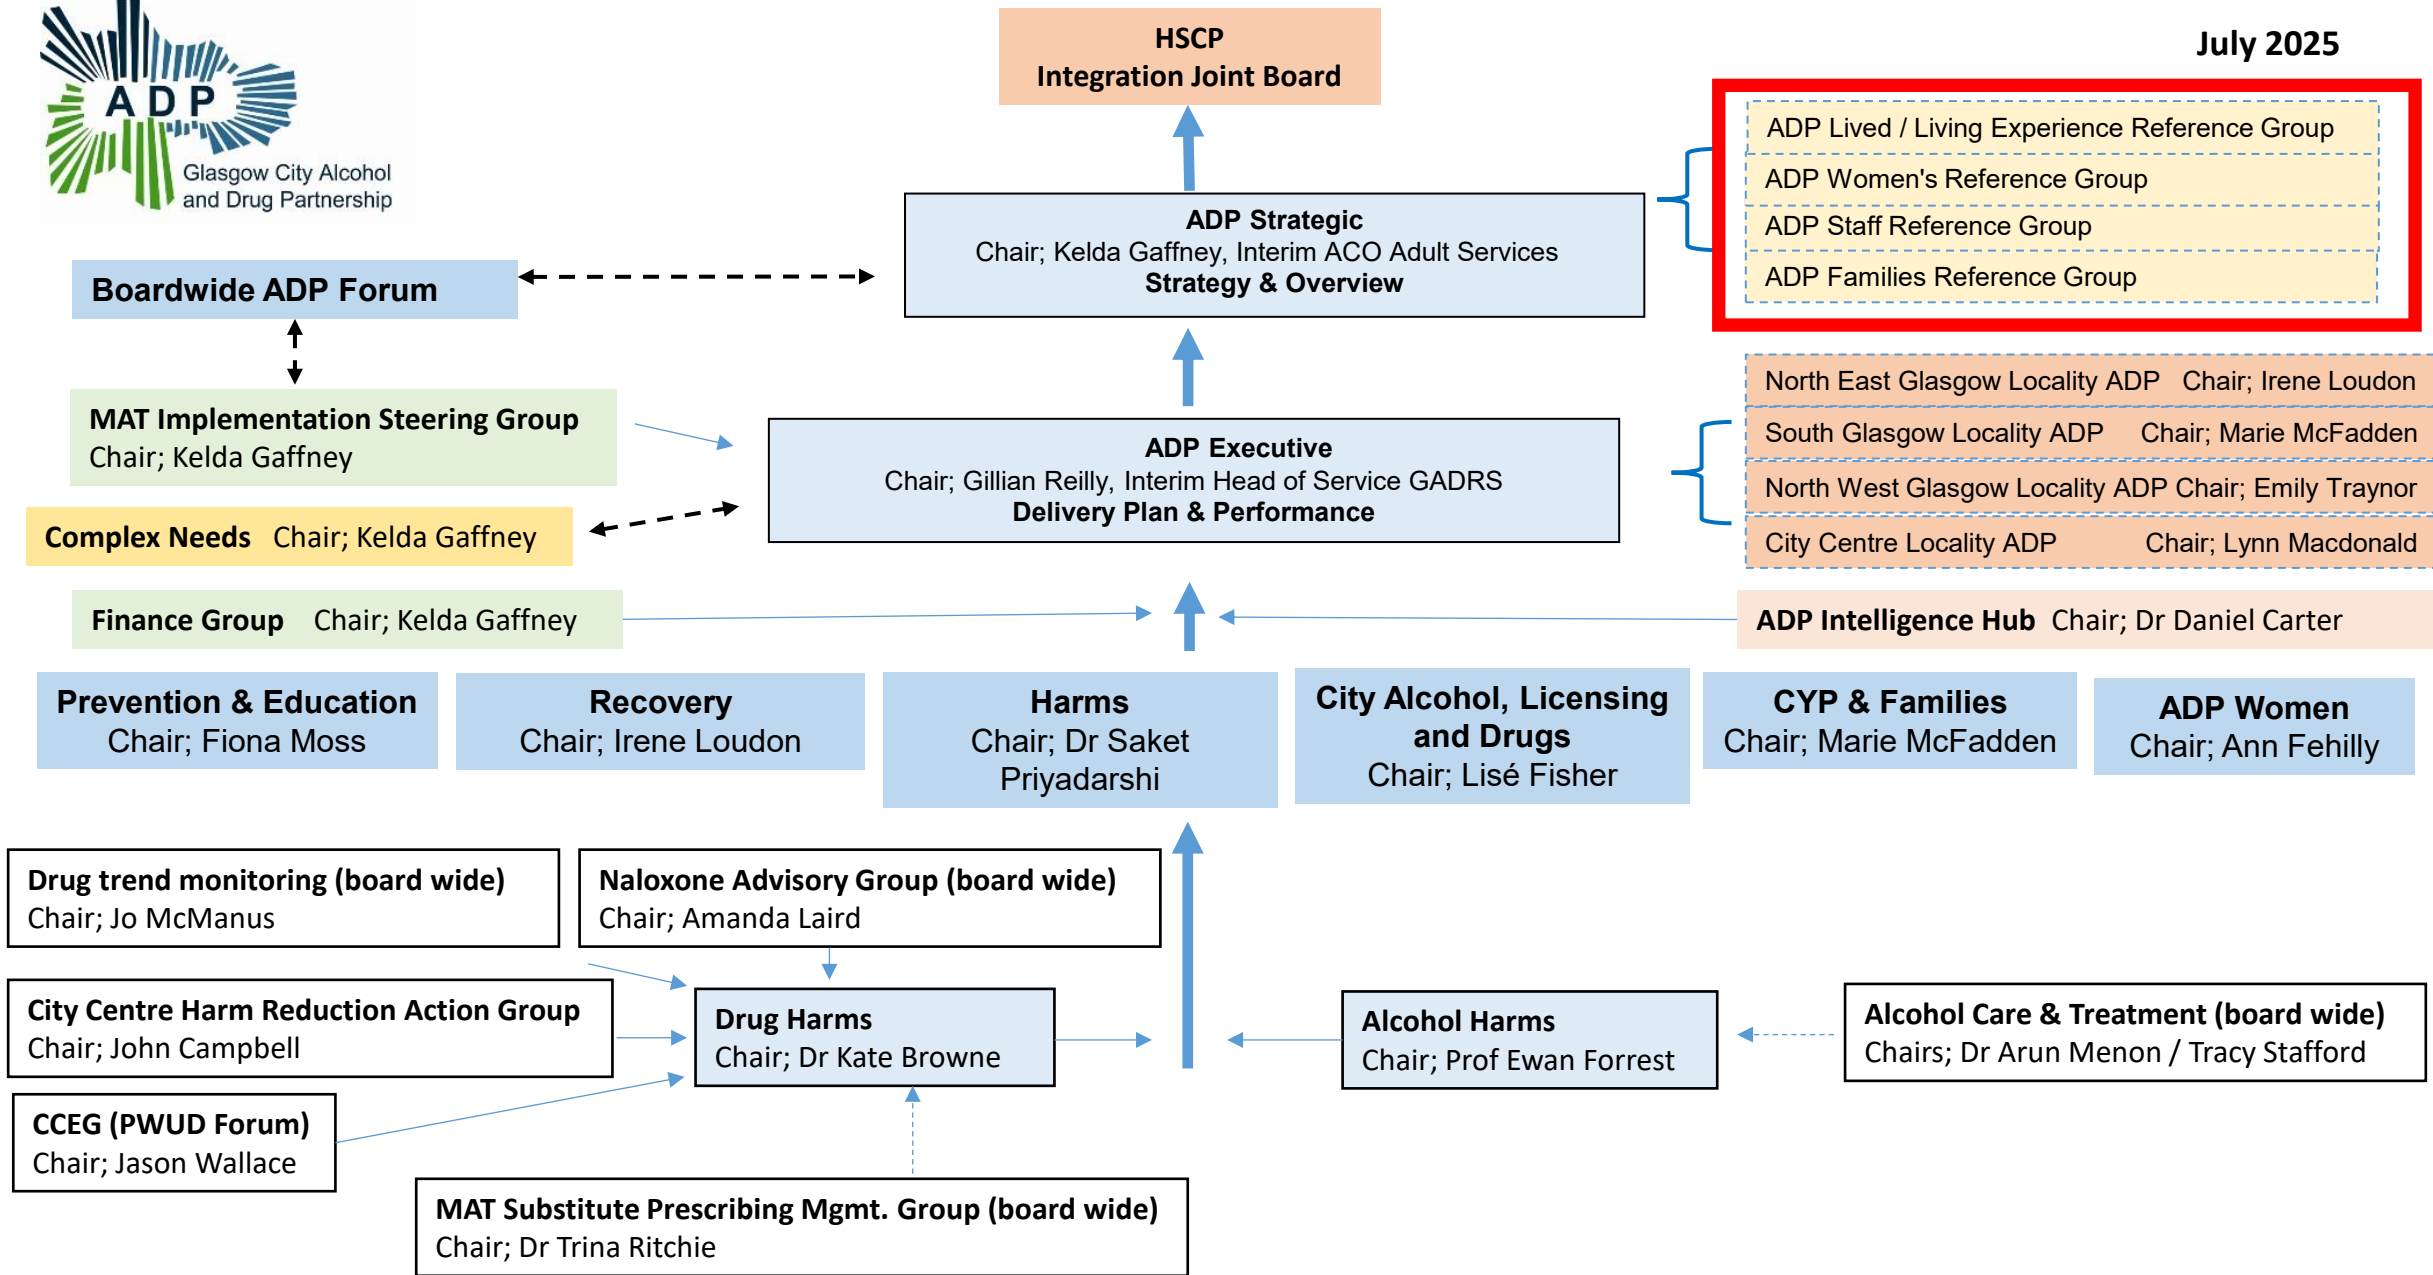 ADP
Glasgow City Alcohol
and Drug Partnership
HSCP
Integration Joint Board
July 2025
ADP Lived / Living Experience Reference Group
ADP Women's Reference Group
ADP Staff Reference Group
ADP Families Reference Group
ADP Strategic
Chair; Kelda Gaffney, Interim ACO Adult Services
Strategy & Overview
Boardwide ADP Forum
MAT Implementation Steering Group
Chair; Kelda Gaffney
ADP Executive
Chair; Gillian Reilly, Interim Head of Service GADRS
Delivery Plan & Performance
North East Glasgow Locality ADP Chair; Irene Loudon
South Glasgow Locality ADP Chair; Marie McFadden
North West Glasgow Locality ADP Chair; Emily Traynor
City Centre Locality ADP Chair; Lynn Macdonald
Complex Needs Chair; Kelda Gaffney
Finance Group Chair; Kelda Gaffney
ADP Intelligence Hub Chair; Dr Daniel Carter
Prevention & Education
Chair; Fiona Moss
Recovery
Chair; Irene Loudon
Harms
Chair; Dr Saket
Priyadarshi
City Alcohol, Licensing
and Drugs
Chair; Lisé Fisher
CYP & Families
Chair; Marie McFadden
ADP Women
Chair; Ann Fehilly
Drug trend monitoring (board wide)
Chair; Jo McManus
Naloxone Advisory Group (board wide)
Chair; Amanda Laird
City Centre Harm Reduction Action Group
Chair; John Campbell
Drug Harms
Chair; Dr Kate Browne
Alcohol Harms
Chair; Prof Ewan Forrest
Alcohol Care & Treatment (board wide)
Chairs; Dr Arun Menon / Tracy Stafford
CCEG (PWUD Forum)
Chair; Jason Wallace
MAT Substitute Prescribing Mgmt. Group (board wide)
Chair; Dr Trina Ritchie